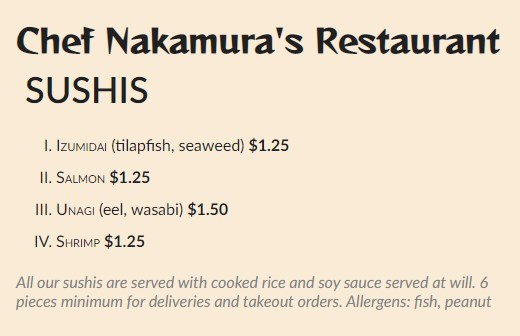 Chef Nakamura's Restaurant
SUSHIS
I. Izumidai (tilapfish, seaweed) $1.25
II. Salmon $1.25
III. Unagi (eel, wasabi) $1.50
IV. Shrimp $1.25
All our sushis are served with cooked rice and soy sauce served at will. 6
pieces minimum for deliveries and takeout orders. Allergens: fish, peanut